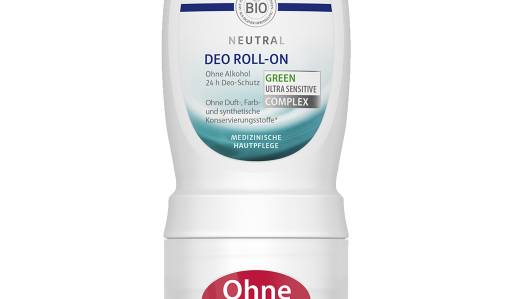 BIO
NEUTRAL
DEO ROLL-ON
Ohne Alkohol
24 h Deo-Schutz
GREEN
ULTRA SENSITIVE
COMPLEX
Ohne Duft-, Farb-
und synthetische
Konservierungsstoffe*
MEDIZINISCHE
HAUTPFLEGE
Ohne